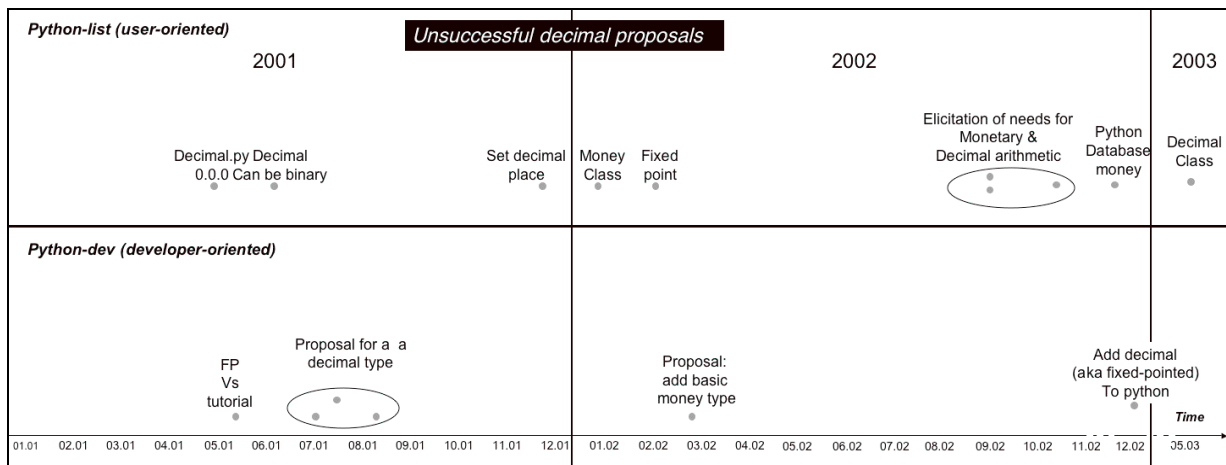 Python-list (user-oriented)
Unsuccessful decimal proposals
2001
2002
2003
Decimal.py Decimal
0.0.0 Can be binary
Set decimal
place
Money
Class
Fixed
point
Elicitation of needs for
Monetary &
Decimal arithmetic
Python
Database
money
Decimal
Class
Python-dev (developer-oriented)
FP
Vs
tutorial
Proposal for a a
decimal type
Proposal:
add basic
money type
Add decimal
(aka fixed-pointed)
To python
Time
01.01 02.01 03.01 04.01 05.01 06.01 07.01 08.01 09.01 10.01 11.01 12.01 01.02 02.02 03.02 04.02 05.02 06.02 07.02 08.02 09.02 10.02 11.02 12.02 05.03